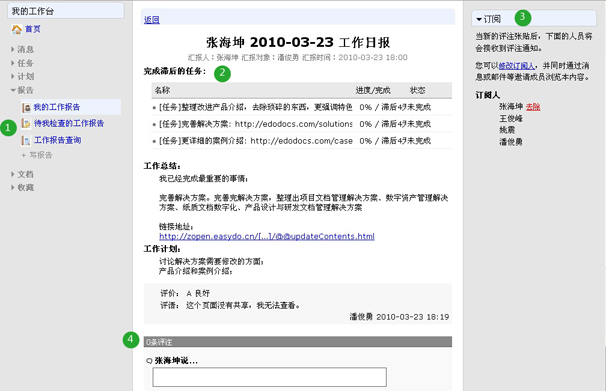 我的工作台
首页
消息
任务
计划
报告
我的工作报告
1
待我检查的工作报告
工作报告查询
+ 写报告
文档
收藏
返回
张海坤 2010-03-23 工作日报
汇报人：张海坤 汇报对象：潘俊勇 汇报时间：2010-03-23 18:00
完成滞后的任务：
2
名称 进度/完成 状态
[任务]整理改进产品介绍，去除琐碎的东西，更强调特色 0% / 滞后4天未完成
[任务]完善解决方案：http://edodocs.com/solutions 0% / 滞后4天未完成
[任务]更详细的案例介绍：http://edodocs.com/case 0% / 滞后4天未完成
工作总结：
我已经完成最重要的事情：
完善解决方案。完善完解决方案，整理出项目文档管理解决方案、数字资产管理解决
方案、纸质文档数字化、产品设计与研发文档管理解决方案
链接地址：
http://zopen.easydo.cn/[...]/@@updateContents.html
工作计划：
讨论解决方案需要修改的方面；
产品介绍和案例介绍；
评价： A 良好
评语： 这个页面没有共享，我无法查看。
潘俊勇 2010-03-23 18:19
4
0条评注
张海坤说...
3
订阅
当新的评注张贴后，下面的人员将
会接收到评注通知。
您可以修改订阅人，并同时通过消
息或邮件等邀请成员浏览本内容。
订阅人
张海坤 去除
王俊峰
姚震
潘俊勇